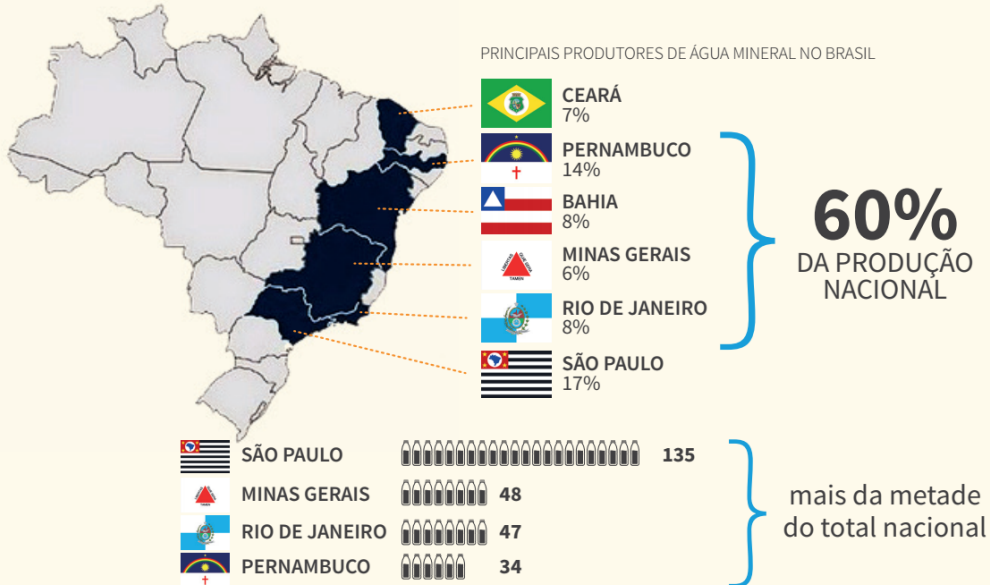 PRINCIPAIS PRODUTORES DE ÁGUA MINERAL NO BRASIL
CEARÁ
7%
PERNAMBUCO
14%
BAHIA
8%
MINAS GERAIS
6%
RIO DE JANEIRO
8%
SÃO PAULO
17%
60%
DA PRODUÇÃO
NACIONAL
SÃO PAULO 135
MINAS GERAIS 48
RIO DE JANEIRO 47
PERNAMBUCO 34
mais da metade
do total nacional